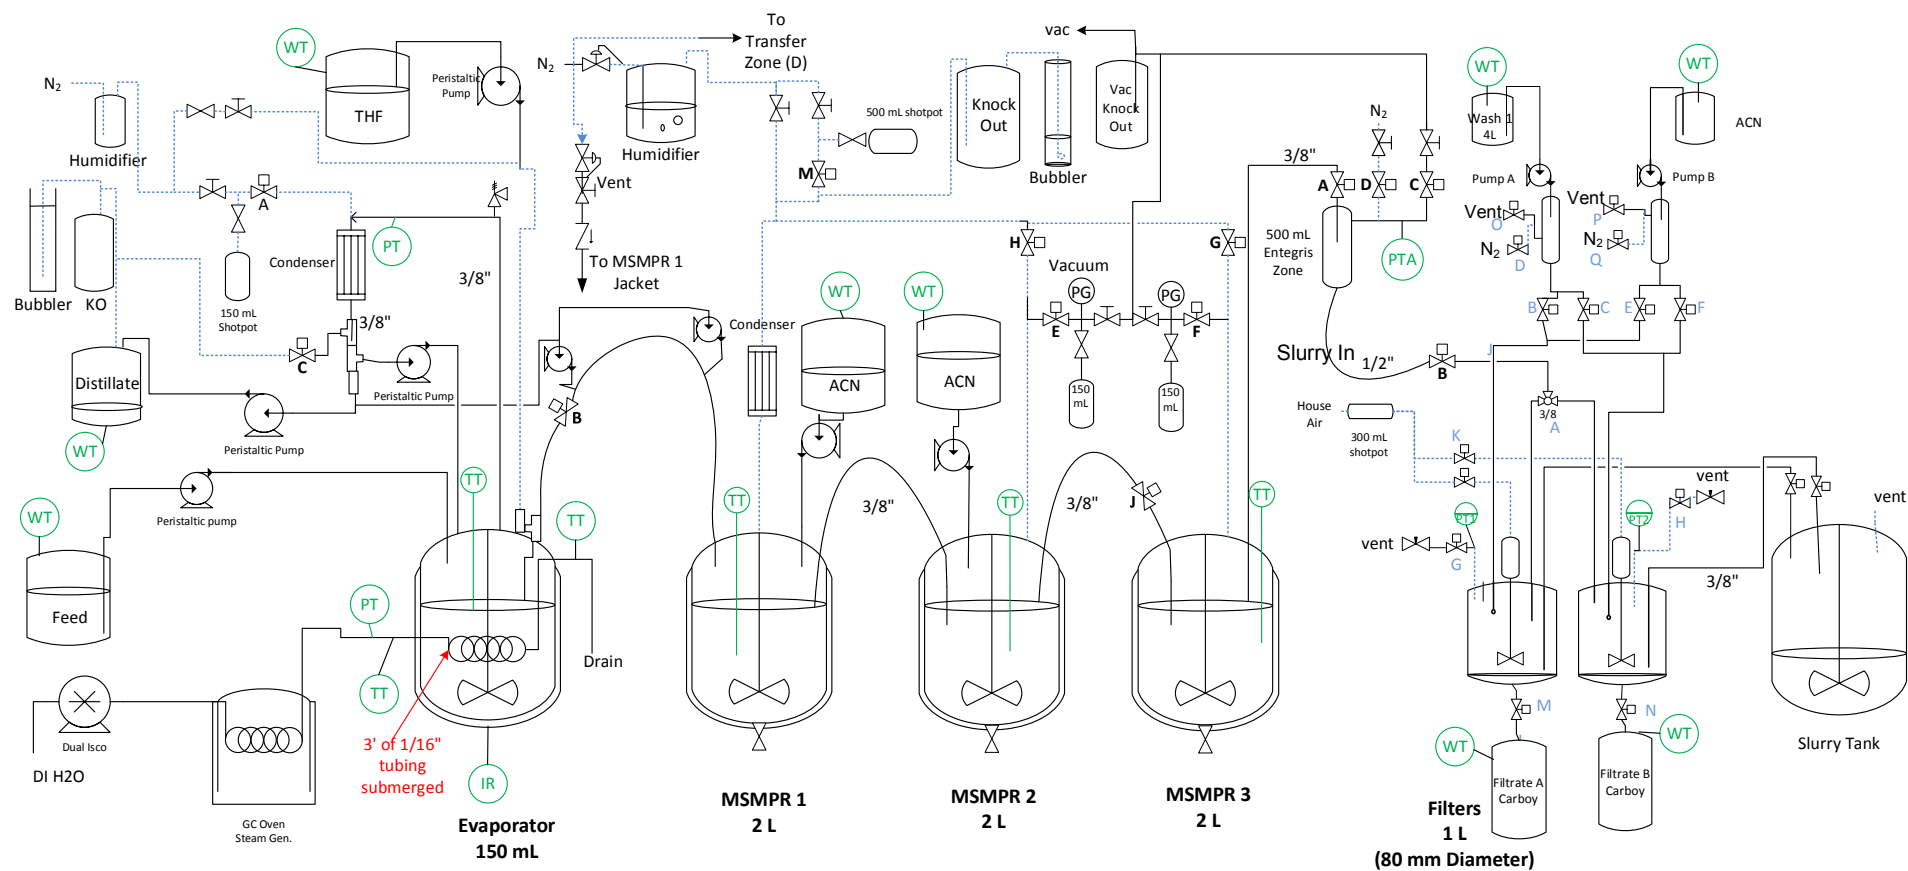 To
Transfer
Zone (D)
vac
WT
THF
Peristaltic
Pump
N2
N2
Humidifier
Humidifier
Vent
To MSMPR 1
Jacket
M
500 mL shotpot
Knock
Out
Bubbler
Vac
Knock
Out
3/8"
A
N2
D
C
PTA
500 mL
Entegris
Zone
WT
Wash 1
4L
WT
ACN
Pump A
Pump B
Vent
O
N2
D
Vent
P
N2
Q
B
C
E
F
J
A
PT
Condenser
3/8"
Bubbler
KO
150 mL
Shotpot
3/8"
C
Distillate
WT
Peristaltic Pump
Peristaltic Pump
B
Condenser
WT
ACN
WT
ACN
H
G
Vacuum
PG
PG
E
F
150
mL
150
mL
Slurry In
1/2"
B
3/8
A
House
Air
300 mL
shotpot
K
WT
Peristaltic pump
Feed
TT
TT
PT
TT
Drain
3' of 1/16"
tubing
submerged
IR
Dual Isco
DI H2O
GC Oven
Steam Gen.
Evaporator
150 mL
TT
3/8"
TT
3/8"
J
TT
MSMPR 1
2 L
MSMPR 2
2 L
MSMPR 3
2 L
PT1
vent
G
PT2
H
vent
vent
3/8"
M
N
WT
WT
Filtrate A
Carboy
Filtrate B
Carboy
Slurry Tank
Filters
1 L
(80 mm Diameter)